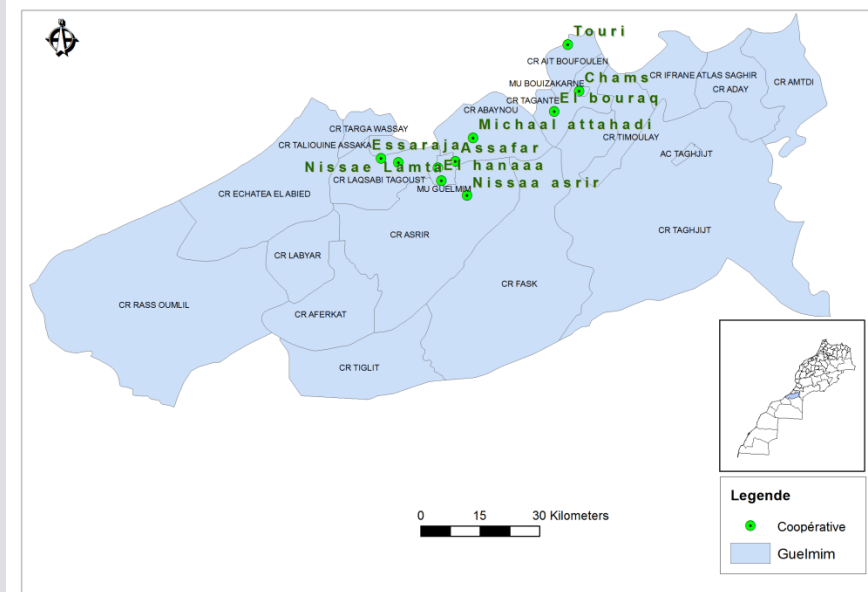 Touri
CR AIT BOUFOULEN
MU BOUIZAKARNE
Chams
CR IFRANE ATLAS SAGHIR
CR AMTDI
CR ADAY
CR TAGANTE
El bouraq
CR ABAYNOU
Michaal attahadi
CR TARGA WASSAY
CR TIMOULAY
CR TALIOUINE ASSAKA
Essaraja
Assafar
AC TAGHJIJT
Nissae Lamta
El hanaaa
CR LAQSABI TAGOUST
MU GUELMIM
Nissaa asrir
CR ECHATEA EL ABIED
CR ASRIR
CR TAGHJIJT
CR LABYAR
CR FASK
CR RASS OUMLIL
CR AFERKAT
CR TIGLIT
0 15 30 Kilometers
Legende
Coopérative
Guelmim